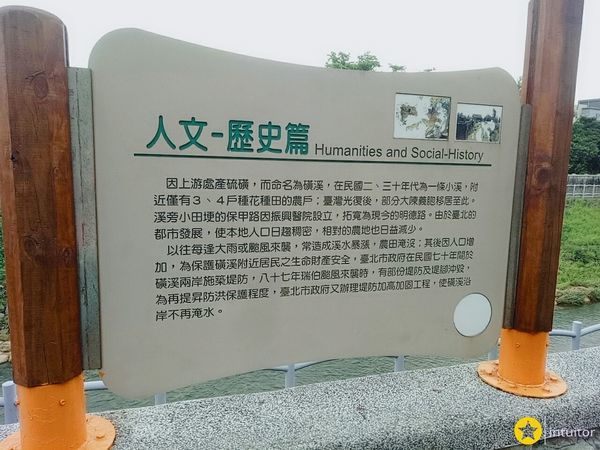 人文-歷史篇 Humanities and Social-History
因上游處產硫磺，而命名為磺溪，在民國二、三十年代為一條小溪，附
近僅有3、4戶種花種田的農戶；臺灣光復後，部分大陳義胞移居至此。
溪旁小田埂的保甲路因振興醫院設立，拓寬為現今的明德路。由於臺北的
都市發展，使本地人口日趨稠密，相對的農地也日益減少。
以往每逢大雨或颱風來襲，常造成溪水暴漲，農田淹沒；其後因人口增
加，為保護磺溪附近居民之生命財產安全，臺北市政府在民國七十年間於
磺溪兩岸施築堤防，八十七年瑞伯颱風來襲時，有部份堤防及堤腳沖毀，
為再提昇防洪保護程度，臺北市政府又辦理堤防加高加固工程，使磺溪沿
岸不再淹水。
Intuitor